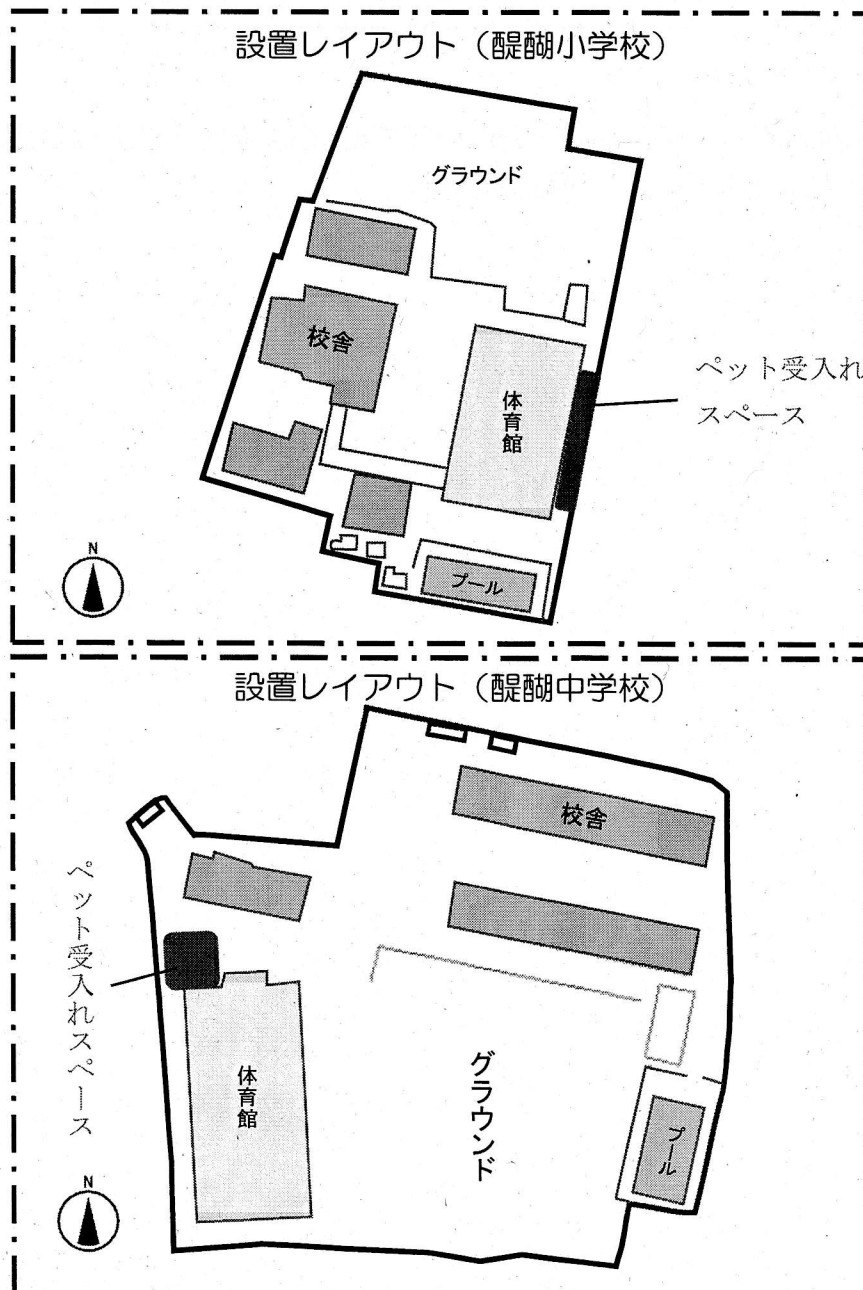 設置レイアウト（醍醐小学校）
グラウンド
校舎
体育館
ペット受入れ
スペース
プール
N
設置レイアウト（醍醐中学校）
校舎
ペット受入れスペース
体育館
グラウンド
プール
N